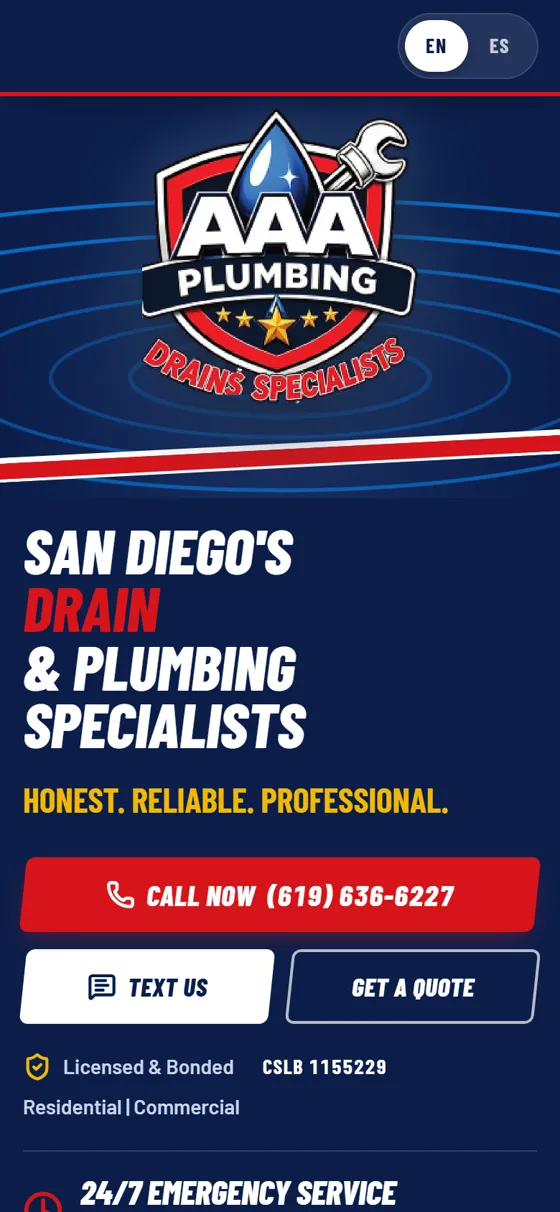 EN ES
AAA
PLUMBING
DRAINS SPECIALISTS
SAN DIEGO'S
DRAIN
& PLUMBING
SPECIALISTS
HONEST. RELIABLE. PROFESSIONAL.
CALL NOW (619) 636-6227
TEXT US
GET A QUOTE
Licensed & Bonded CSLB 1155229
Residential | Commercial
24/7 EMERGENCY SERVICE